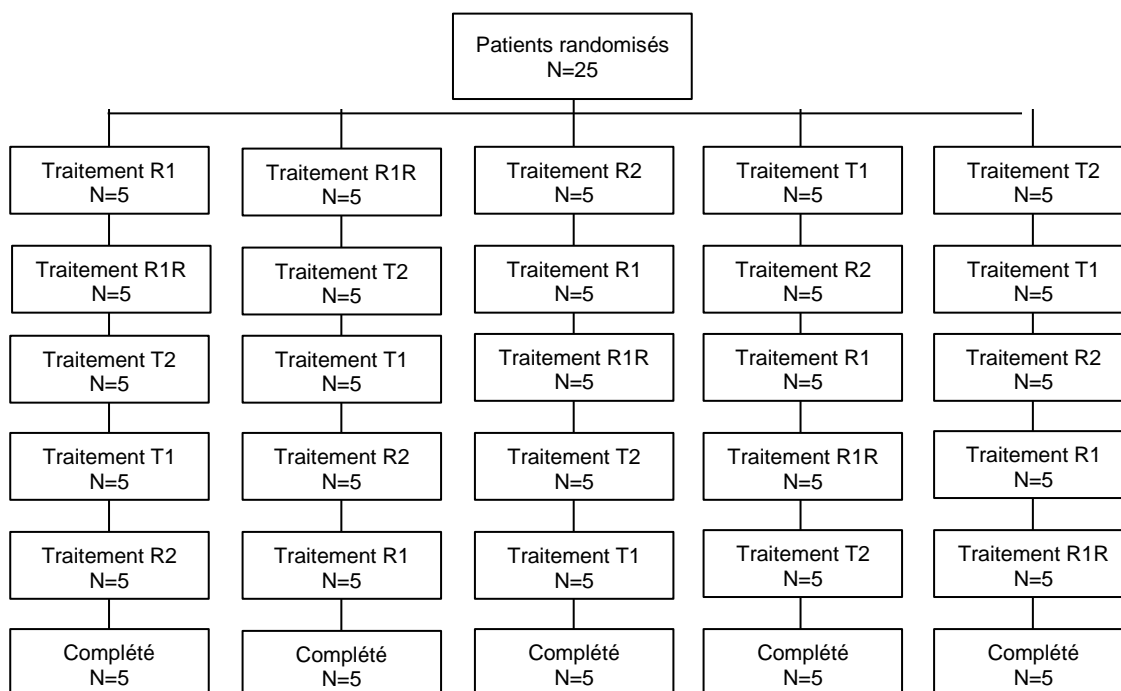 Patients randomisés
N=25
Traitement R1
N=5
Traitement R1R
N=5
Traitement R2
N=5
Traitement T1
N=5
Traitement T2
N=5
Traitement R1R
N=5
Traitement T2
N=5
Traitement R1
N=5
Traitement R2
N=5
Traitement T1
N=5
Traitement T2
N=5
Traitement T1
N=5
Traitement R1R
N=5
Traitement R1
N=5
Traitement R2
N=5
Traitement T1
N=5
Traitement R2
N=5
Traitement T2
N=5
Traitement R1R
N=5
Traitement R1
N=5
Traitement R2
N=5
Traitement R1
N=5
Traitement T1
N=5
Traitement T2
N=5
Traitement R1R
N=5
Complété
N=5
Complété
N=5
Complété
N=5
Complété
N=5
Complété
N=5